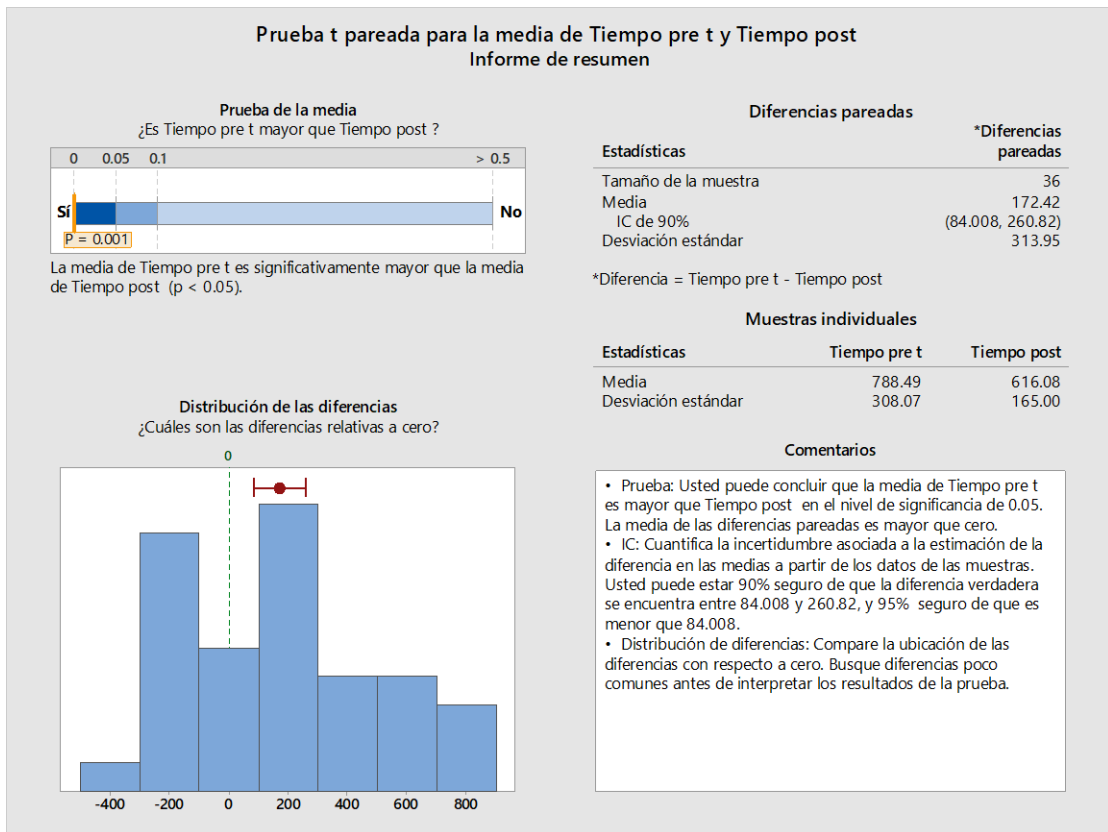 Prueba t pareada para la media de Tiempo pre t y Tiempo post
Informe de resumen
Prueba de la media
¿Es Tiempo pre t mayor que Tiempo post ?
0 0.05 0.1 > 0.5
Sí No
P = 0.001
La media de Tiempo pre t es significativamente mayor que la media
de Tiempo post (p < 0.05).
Diferencias pareadas
*Diferencias
Estadísticas pareadas
Tamaño de la muestra 36
Media 172.42
IC de 90% (84.008, 260.82)
Desviación estándar 313.95
*Diferencia = Tiempo pre t - Tiempo post
Muestras individuales
Estadísticas Tiempo pre t Tiempo post
Media 788.49 616.08
Desviación estándar 308.07 165.00
Distribución de las diferencias
¿Cuáles son las diferencias relativas a cero?
0
-400 -200 0 200 400 600 800
Comentarios
• Prueba: Usted puede concluir que la media de Tiempo pre t
es mayor que Tiempo post en el nivel de significancia de 0.05.
La media de las diferencias pareadas es mayor que cero.
• IC: Cuantifica la incertidumbre asociada a la estimación de la
diferencia en las medias a partir de los datos de las muestras.
Usted puede estar 90% seguro de que la diferencia verdadera
se encuentra entre 84.008 y 260.82, y 95% seguro de que es
menor que 84.008.
• Distribución de diferencias: Compare la ubicación de las
diferencias con respecto a cero. Busque diferencias poco
comunes antes de interpretar los resultados de la prueba.